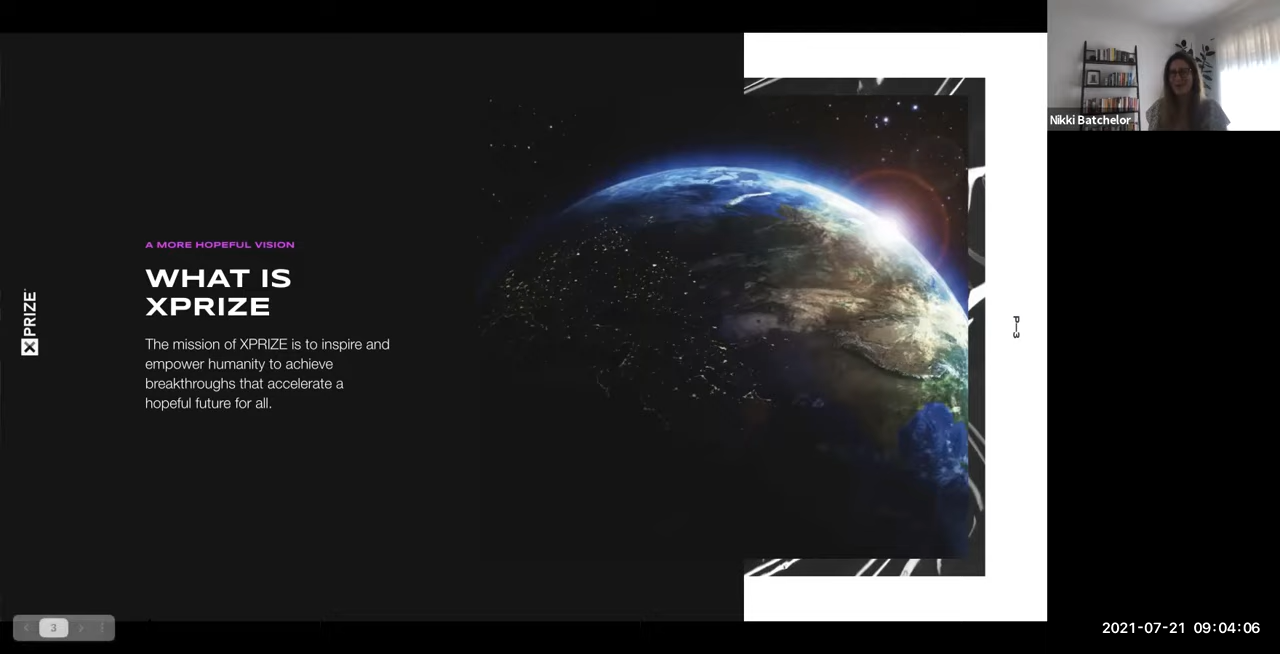 A MORE HOPEFUL VISION
WHAT IS
XPRIZE
The mission of XPRIZE is to inspire and
empower humanity to achieve
breakthroughs that accelerate a
hopeful future for all.
XPRIZE
P—3
Nikki Batchelor
3
2021-07-21 09:04:06